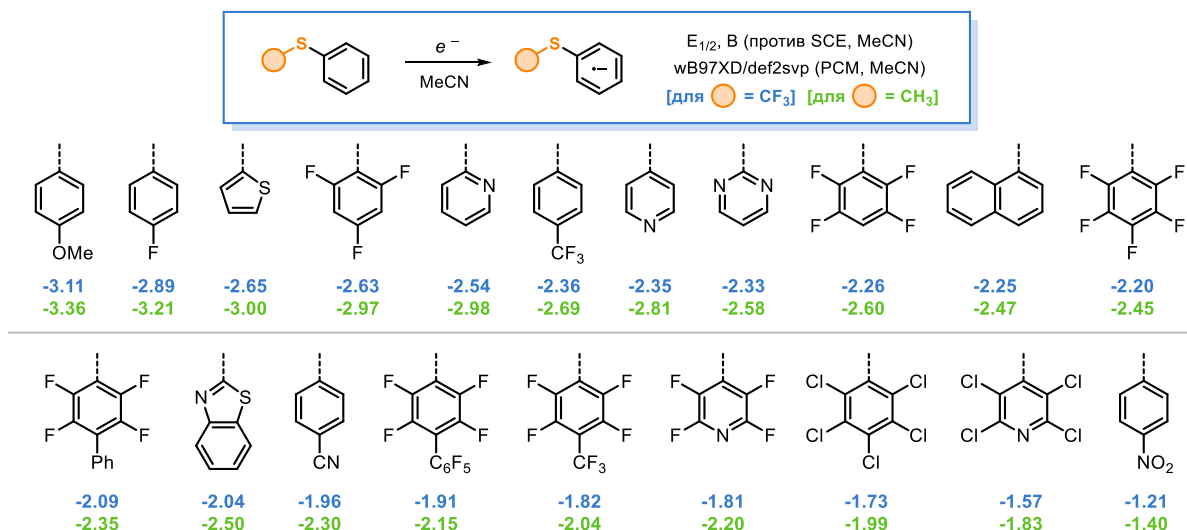 S
e⁻
MeCN
S
·−
E1/2, В (против SCE, MeCN)
wB97XD/def2svp (PCM, MeCN)
[для = CF3] [для = CH3]
OMe
F
S
F F
F
N
CF3
N
N N
F F
F F
F F
F F
F
-3.11 -2.89 -2.65 -2.63 -2.54 -2.36 -2.35 -2.33 -2.26 -2.25 -2.20
-3.36 -3.21 -3.00 -2.97 -2.98 -2.69 -2.81 -2.58 -2.60 -2.47 -2.45
F F
F F
Ph
N S
CN
F F
F F
C6F5
F F
F F
CF3
F F
F N F
Cl Cl
Cl Cl
Cl
Cl Cl
Cl N Cl
NO2
-2.09 -2.04 -1.96 -1.91 -1.82 -1.81 -1.73 -1.57 -1.21
-2.35 -2.50 -2.30 -2.15 -2.04 -2.20 -1.99 -1.83 -1.40